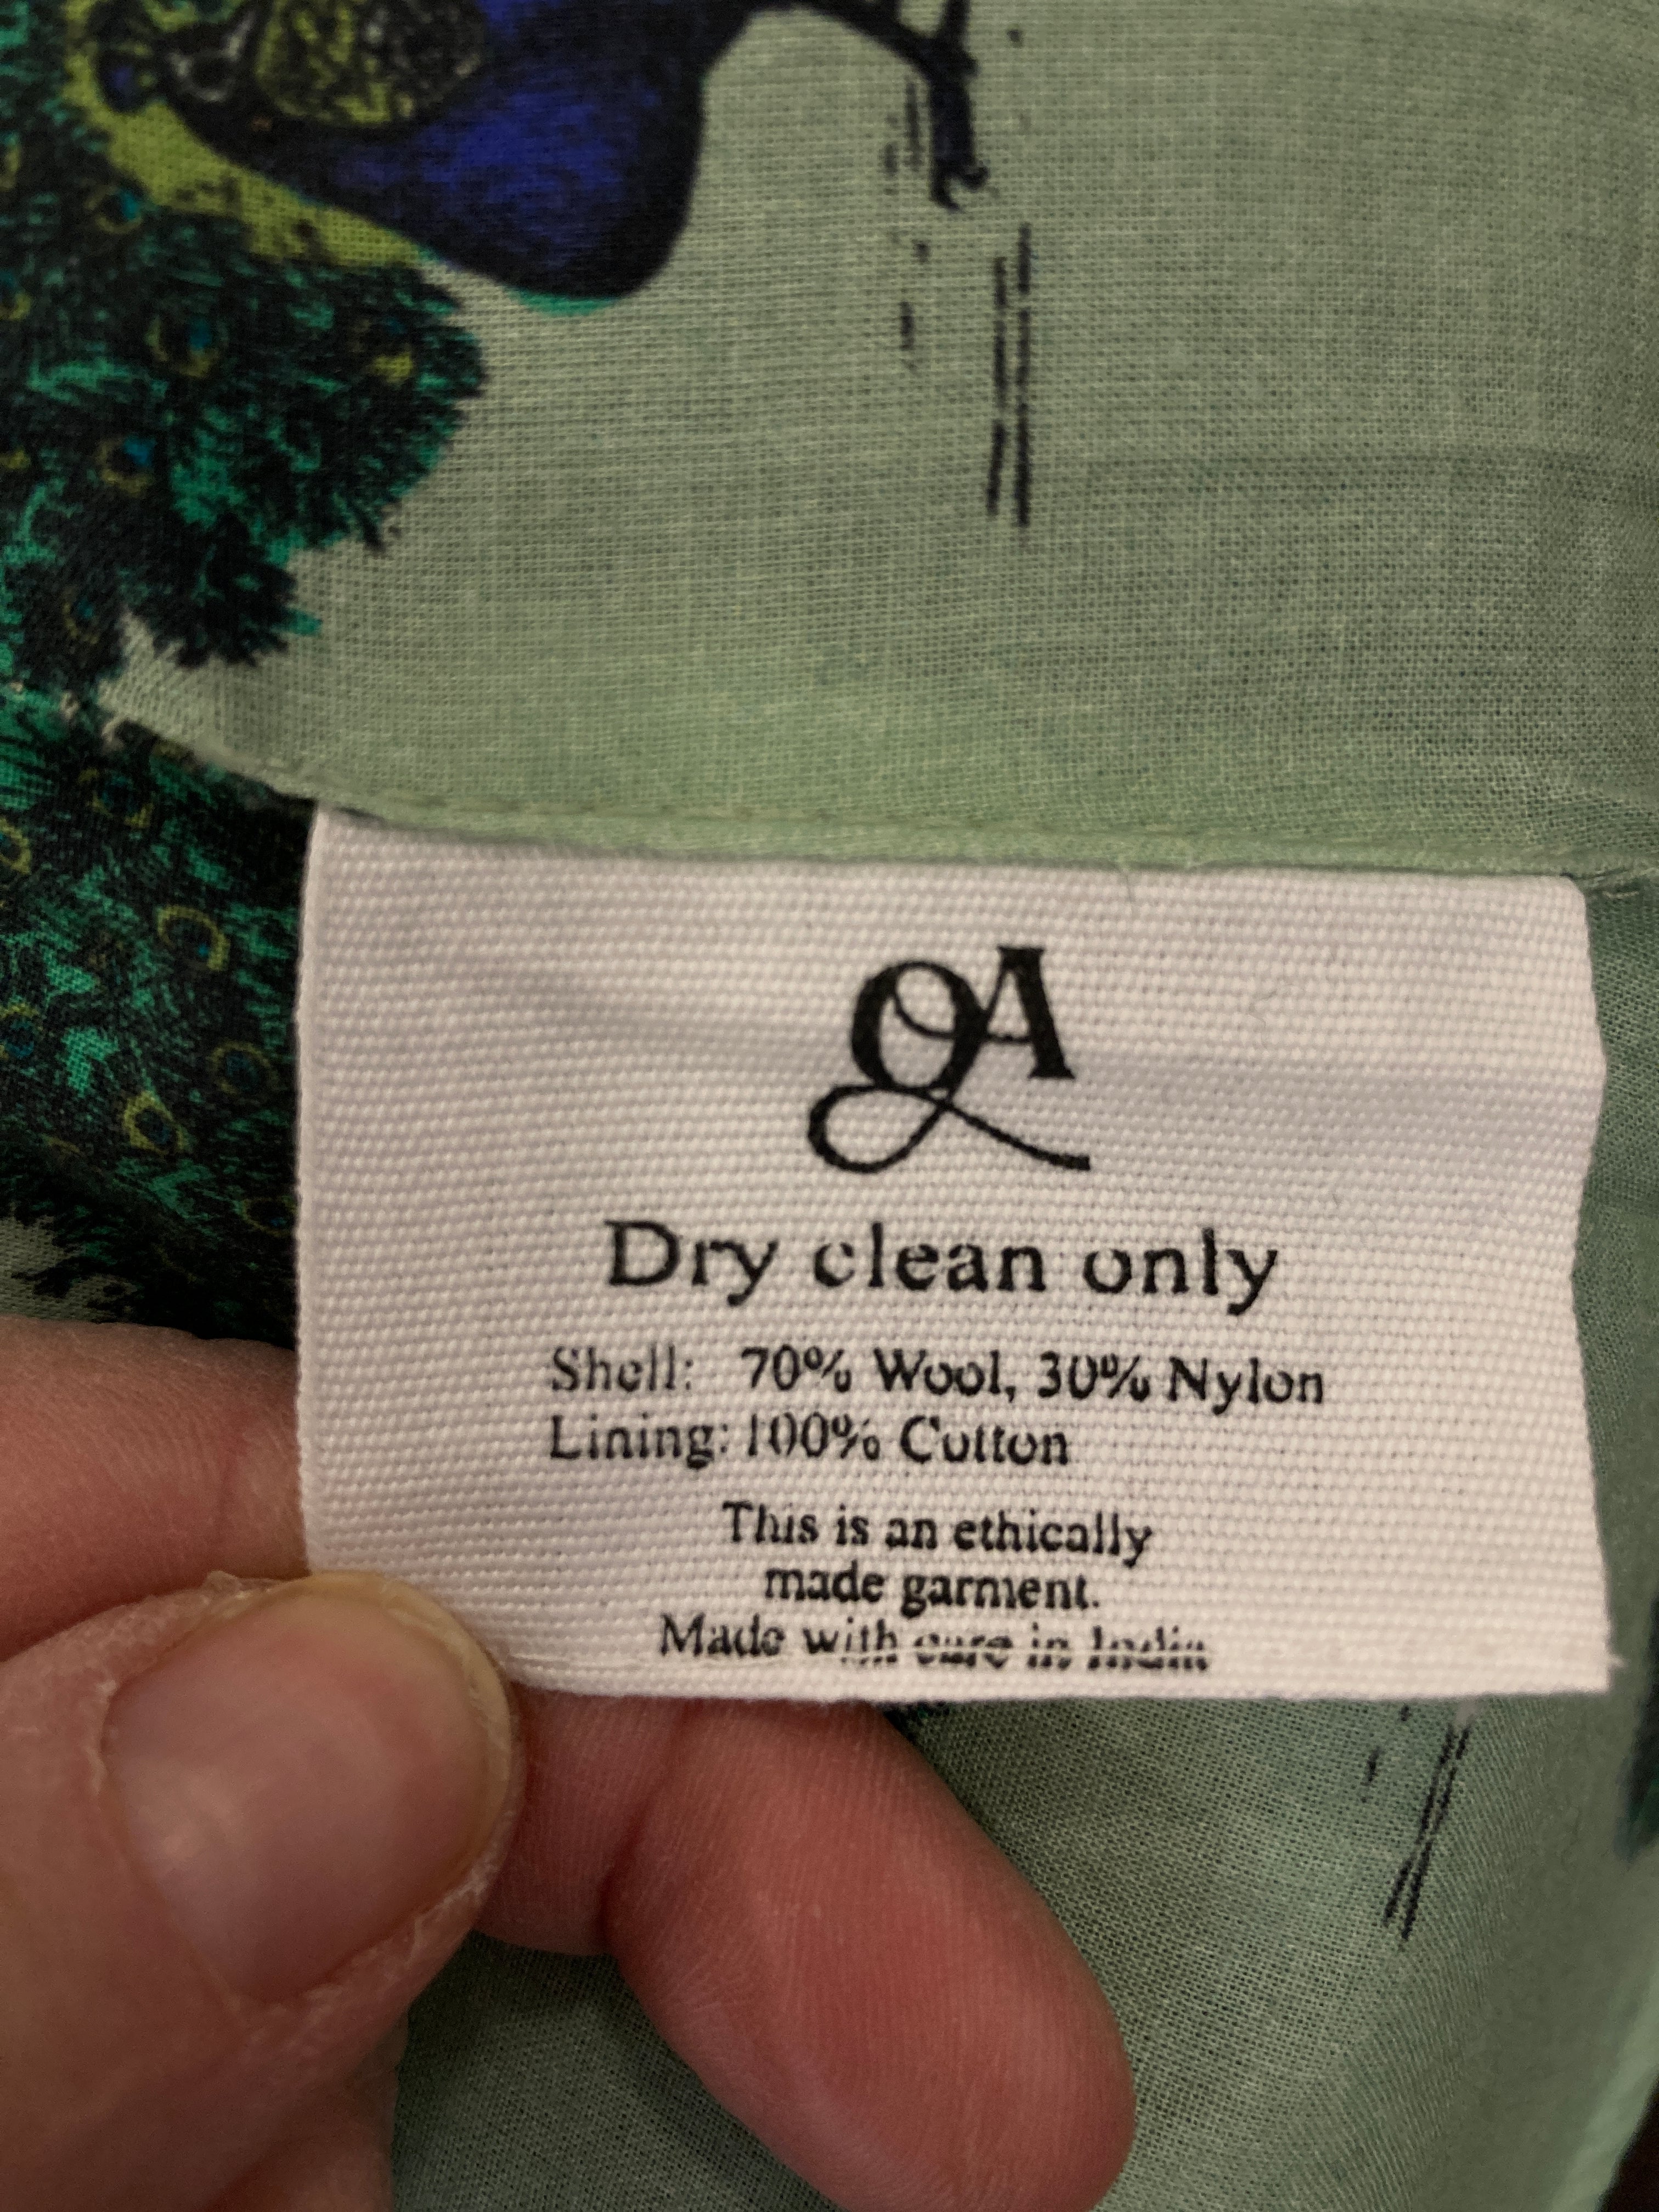 QA
Dry clean only
Shell: 70% Wool, 30% Nylon
Lining: 100% Cotton
This is an ethically
made garment.
Made with care in India